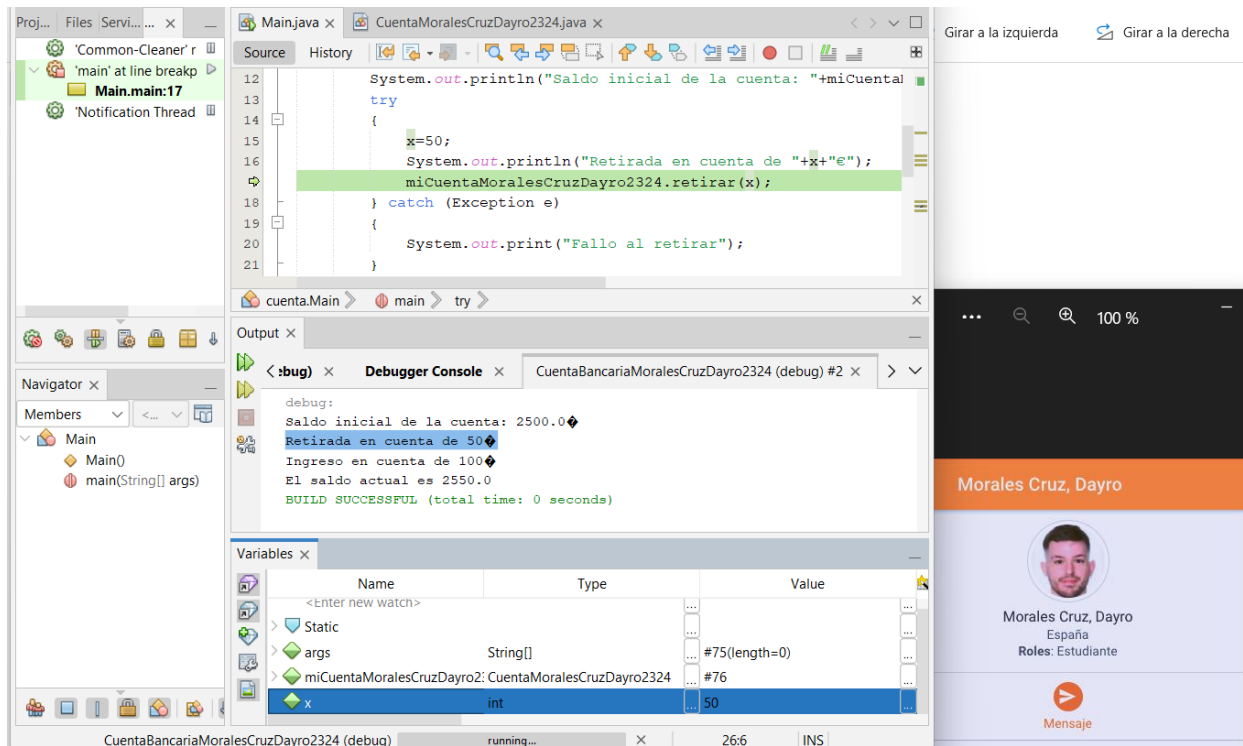 Proj... Files Servi... ...
'Common-Cleaner' r
'main' at line breakp
Main.main:17
'Notification Thread
Navigator
Members <...
Main
Main()
main(String[] args)
Main.java CuentaMoralesCruzDayro2324.java
Source History
12 System.out.println("Saldo inicial de la cuenta: "+miCuental
13 try
14 {
15 x=50;
16 System.out.println("Retirada en cuenta de "+x+"€");
miCuentaMoralesCruzDayro2324.retirar(x);
18 } catch (Exception e)
19 {
20 System.out.print("Fallo al retirar");
21 }
cuenta.Main main try
Output
:bug) Debugger Console CuentaBancariaMoralesCruzDayro2324 (debug) #2
debug:
Saldo inicial de la cuenta: 2500.0�
Retirada en cuenta de 50�
Ingreso en cuenta de 100�
El saldo actual es 2550.0
BUILD SUCCESSFUL (total time: 0 seconds)
Variables
Name Type Value
<Enter new watch> ...
Static ...
args String[] ... #75(length=0) ...
miCuentaMoralesCruzDayro2: CuentaMoralesCruzDayro2324 ... #76 ...
x int ... 50 ...
CuentaBancariaMoralesCruzDayro2324 (debug) running... 26:6 INS
Girar a la izquierda Girar a la derecha
... 100 %
Morales Cruz, Dayro
Morales Cruz, Dayro
España
Roles: Estudiante
Mensaje